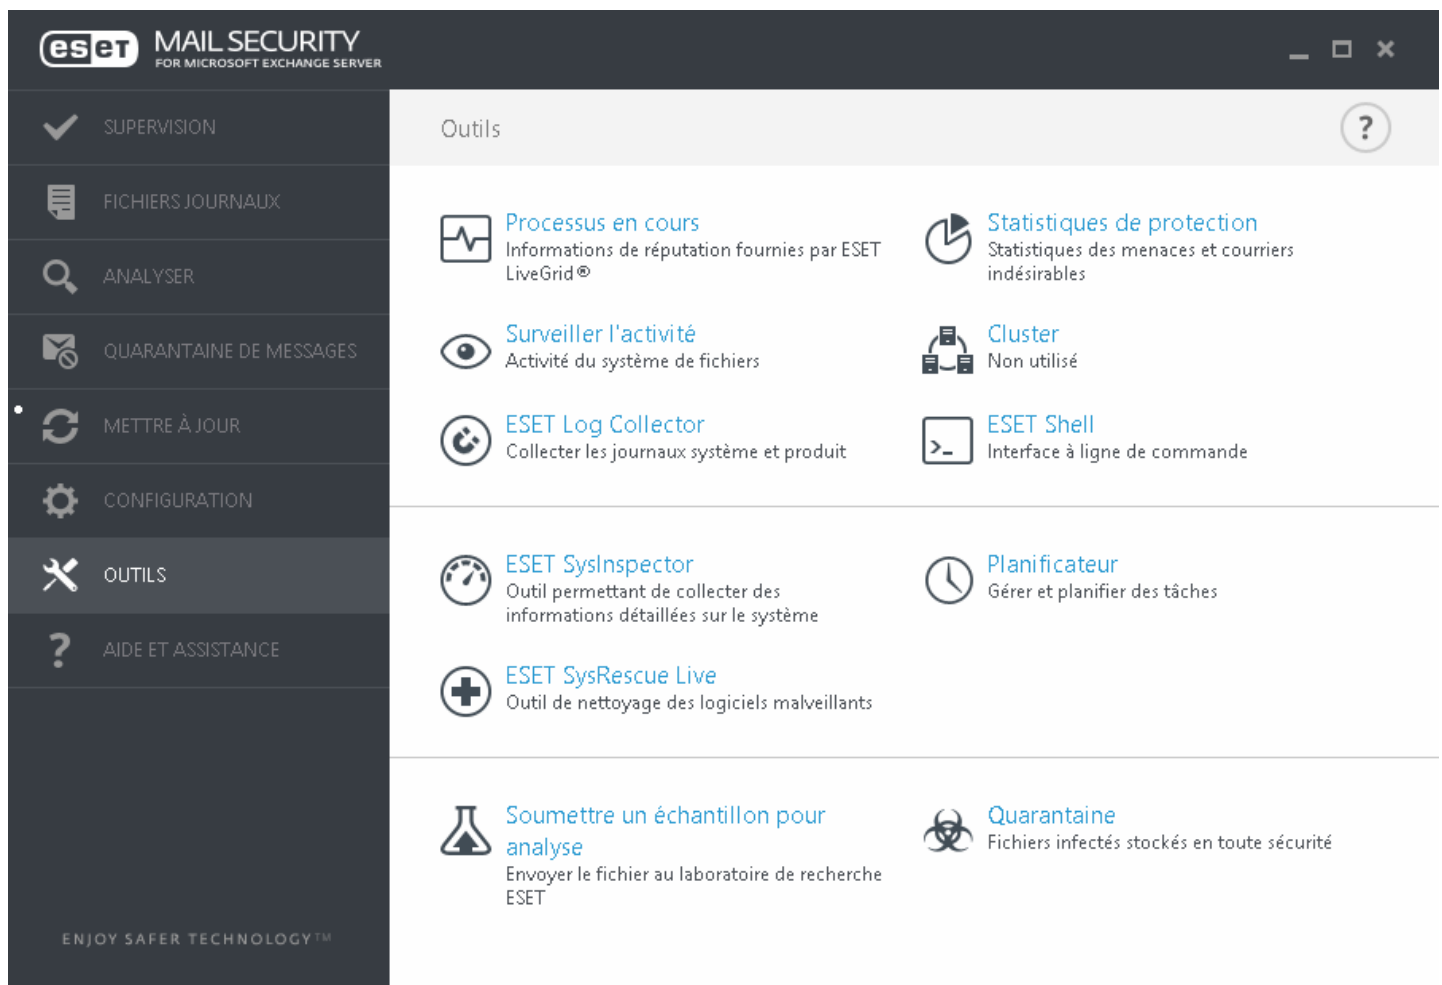 eset MAIL SECURITY
FOR MICROSOFT EXCHANGE SERVER
SUPERVISION
FICHIERS JOURNAUX
ANALYSER
QUARANTAINE DE MESSAGES
METTRE À JOUR
CONFIGURATION
OUTILS
AIDE ET ASSISTANCE
ENJOY SAFER TECHNOLOGY™
Outils
?
Processus en cours
Informations de réputation fournies par ESET
LiveGrid®
Statistiques de protection
Statistiques des menaces et courriers
indésirables
Surveiller l'activité
Activité du système de fichiers
Cluster
Non utilisé
ESET Log Collector
Collecter les journaux système et produit
ESET Shell
Interface à ligne de commande
ESET SysInspector
Outil permettant de collecter des
informations détaillées sur le système
Planificateur
Gérer et planifier des tâches
ESET SysRescue Live
Outil de nettoyage des logiciels malveillants
Soumettre un échantillon pour
analyse
Envoyer le fichier au laboratoire de recherche
ESET
Quarantaine
Fichiers infectés stockés en toute sécurité